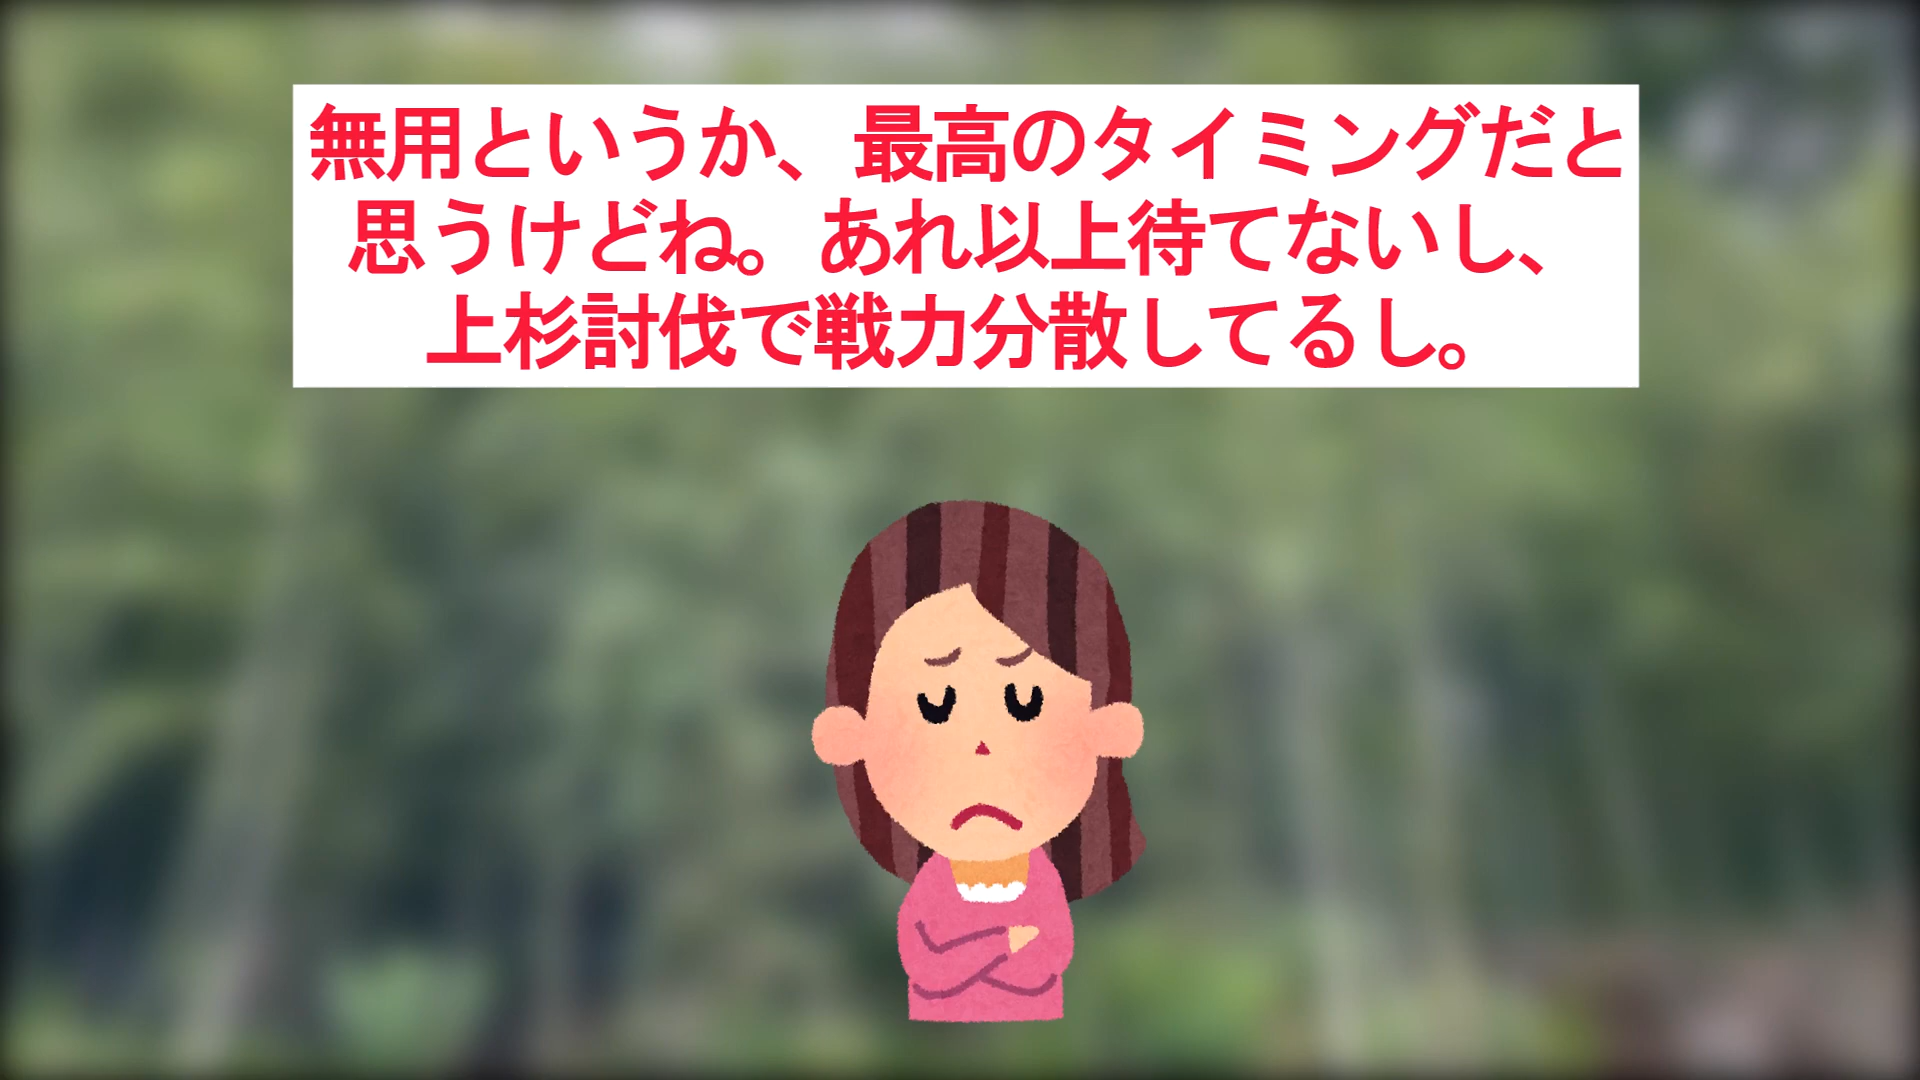 無用というか、最高のタイミングだと
思うけどね。あれ以上待てないし、
上杉討伐で戦力分散してるし。